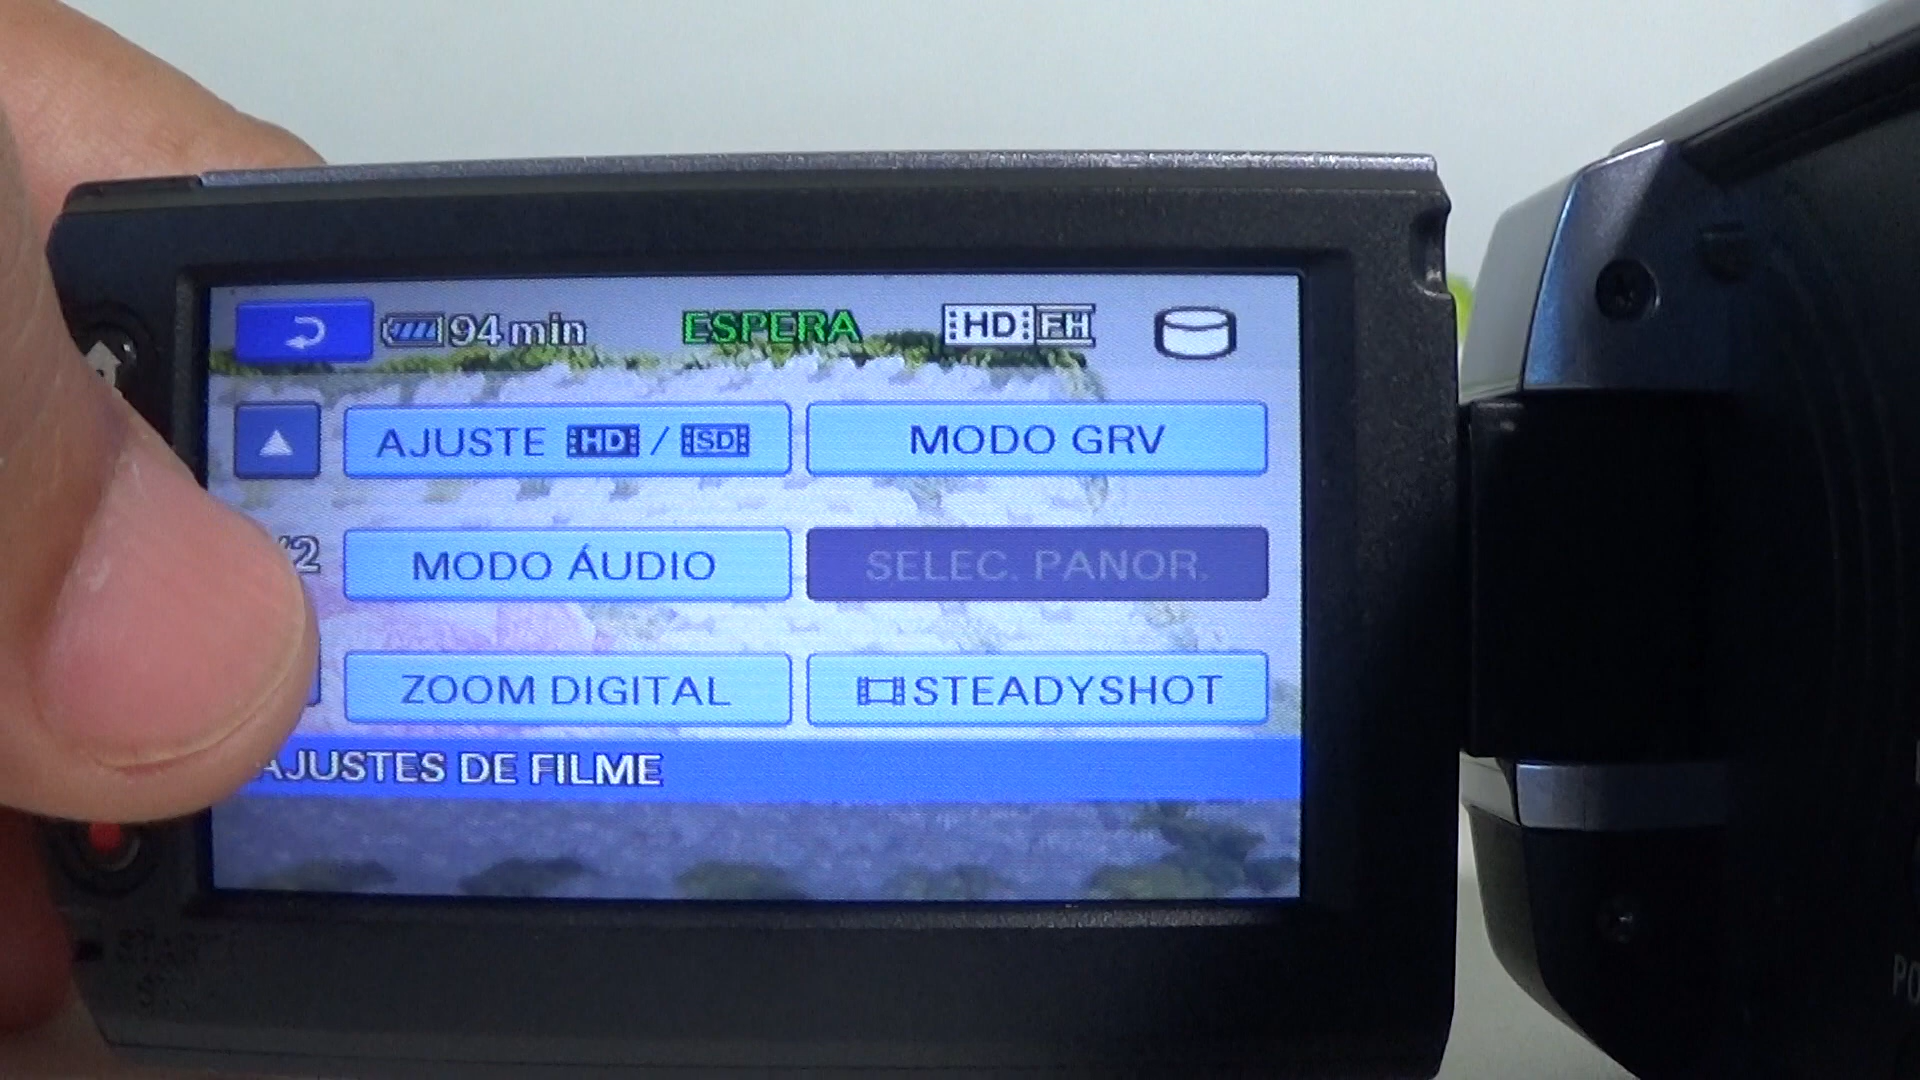 94 min ESPERA HD FH
AJUSTE HD / SD MODO GRV
/2 MODO ÁUDIO SELEC. PANOR.
ZOOM DIGITAL STEADYSHOT
AJUSTES DE FILME